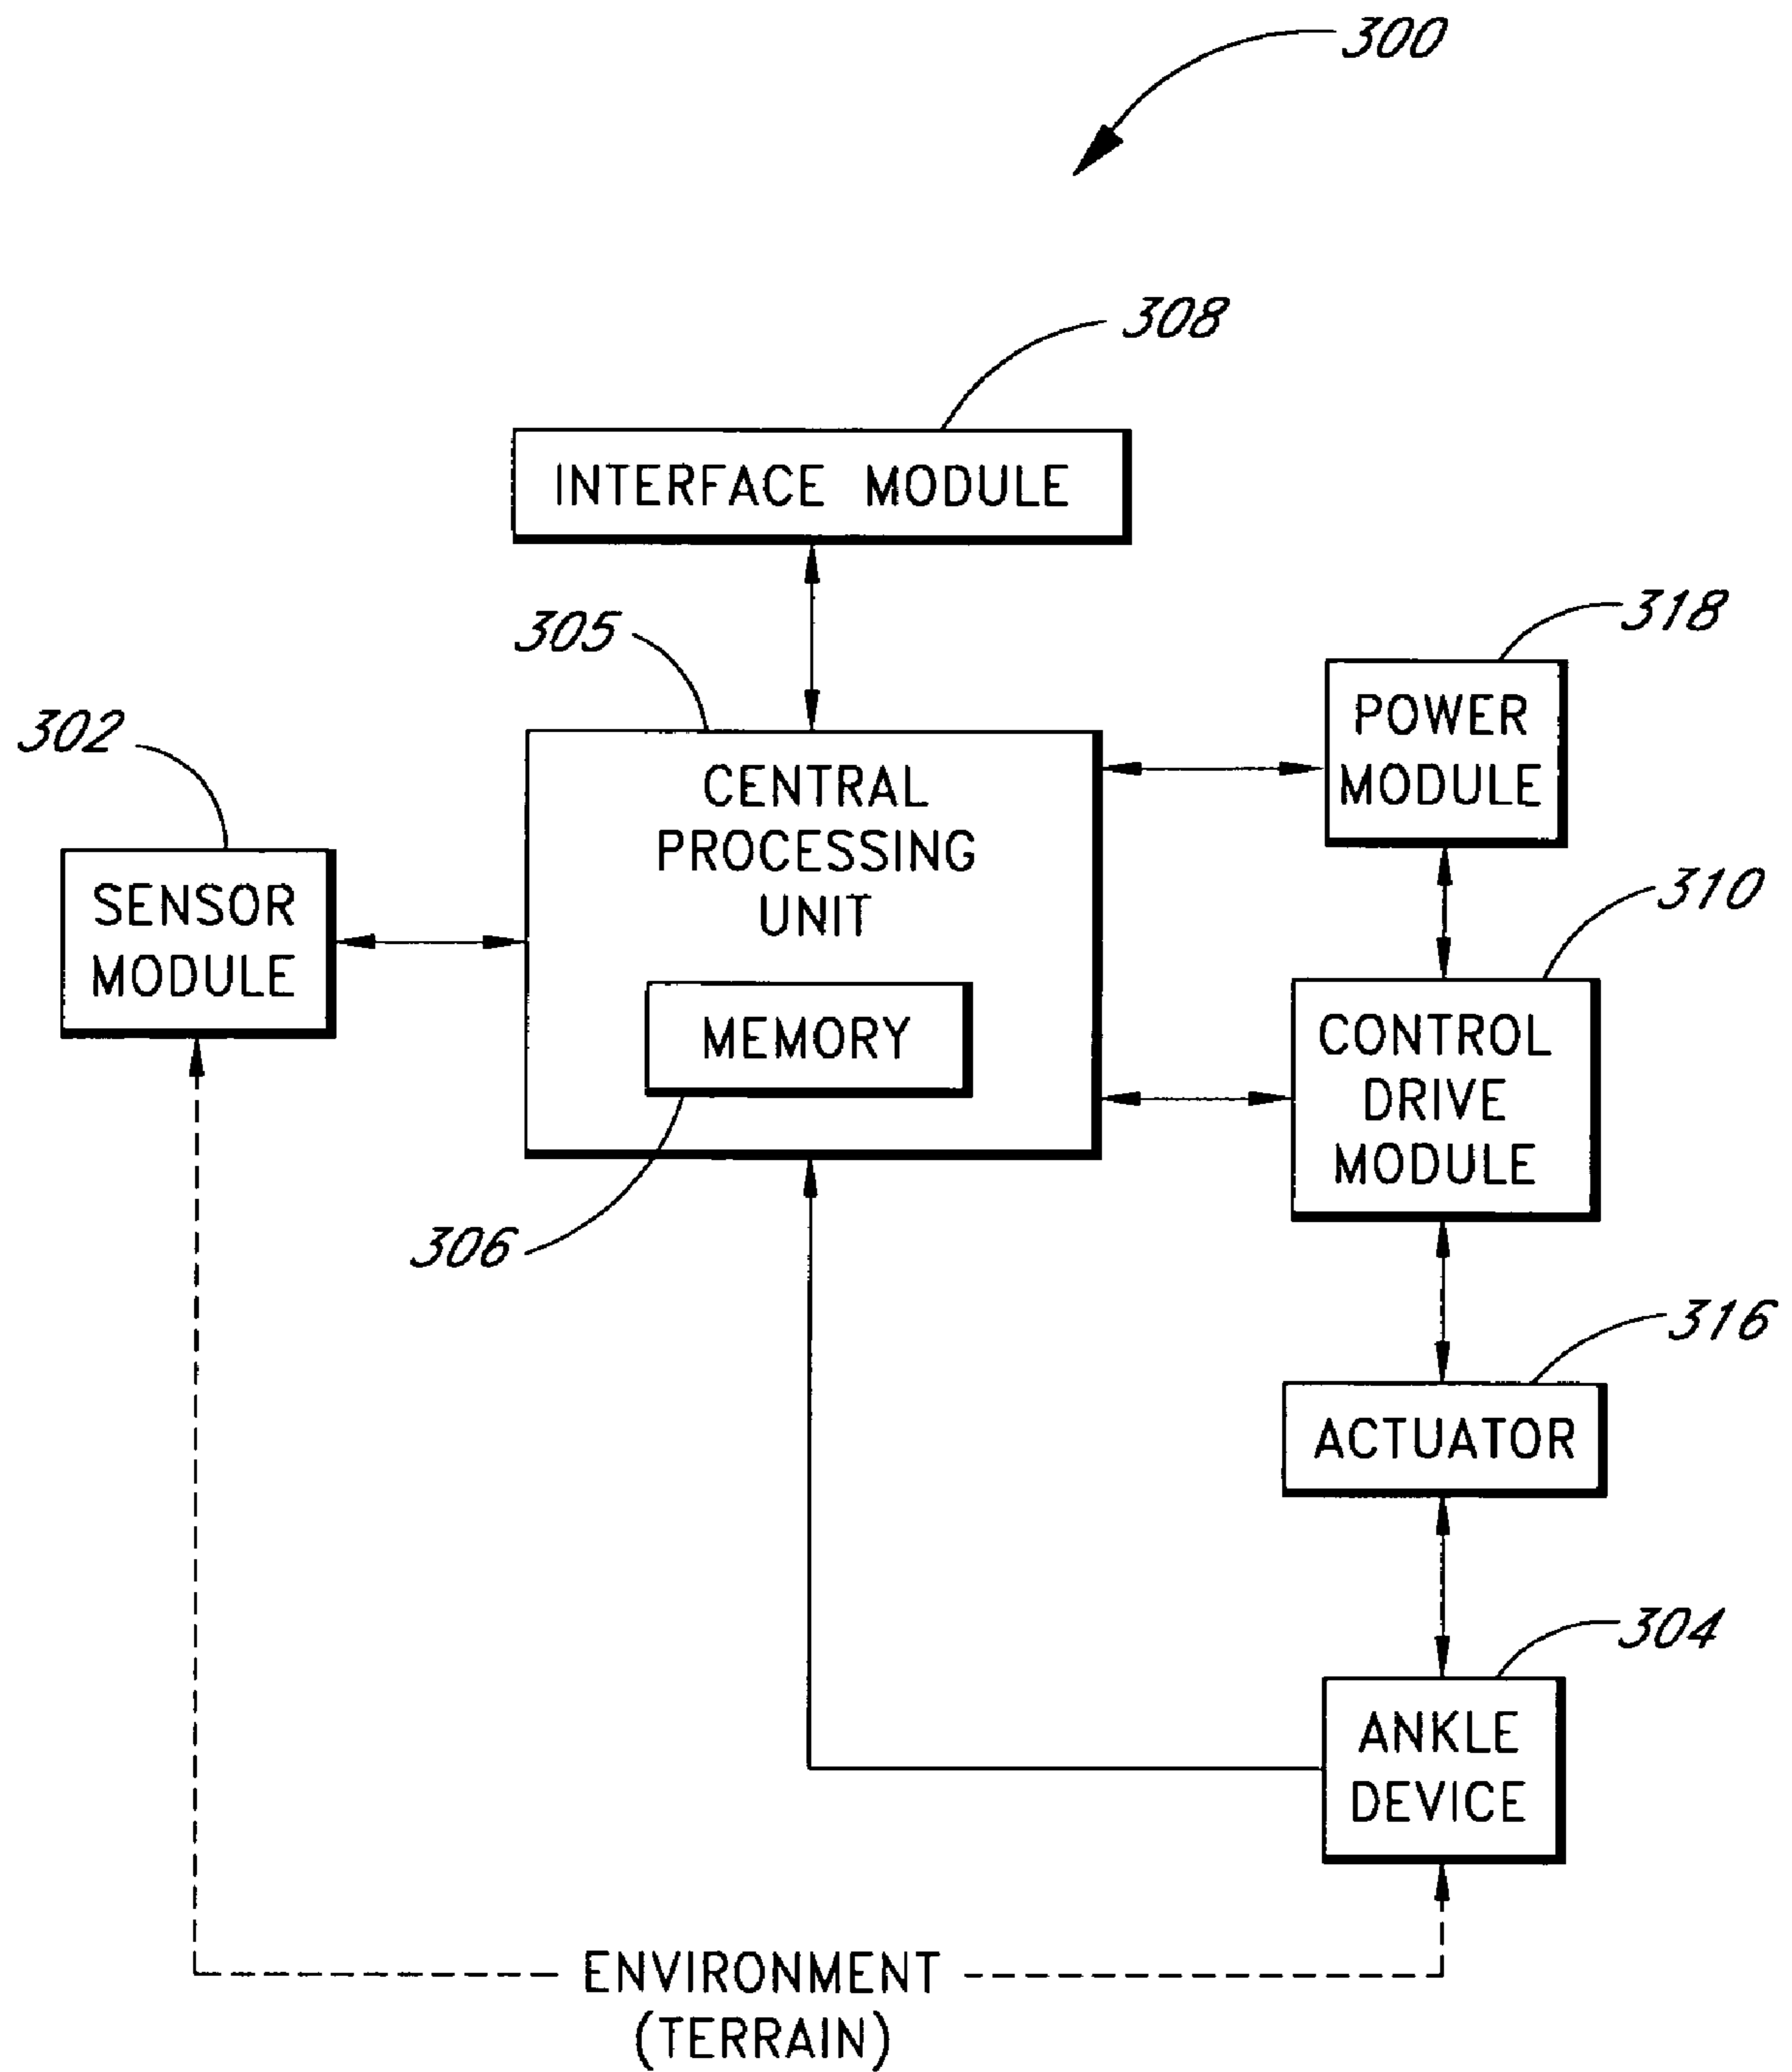 300
308
INTERFACE MODULE
305
318
302
POWER
MODULE
CENTRAL
PROCESSING
UNIT
310
SENSOR
MODULE
MEMORY
CONTROL
DRIVE
MODULE
306
316
ACTUATOR
304
ANKLE
DEVICE
ENVIRONMENT
(TERRAIN)